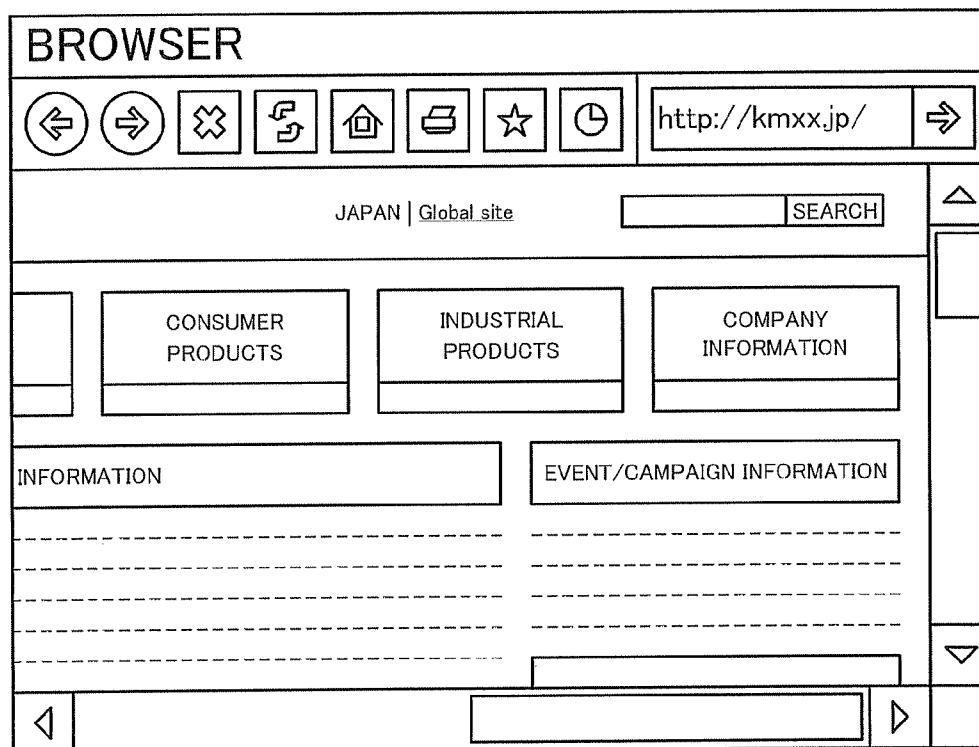 BROWSER
http://kmxx.jp/
JAPAN | Global site
SEARCH
CONSUMER
PRODUCTS
INDUSTRIAL
PRODUCTS
COMPANY
INFORMATION
INFORMATION
EVENT/CAMPAIGN INFORMATION